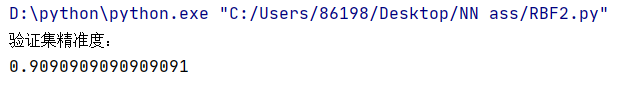 D:\python\python.exe "C:/Users/86198/Desktop/NN ass/RBF2.py"
验证集精准度：
0.9090909090909091